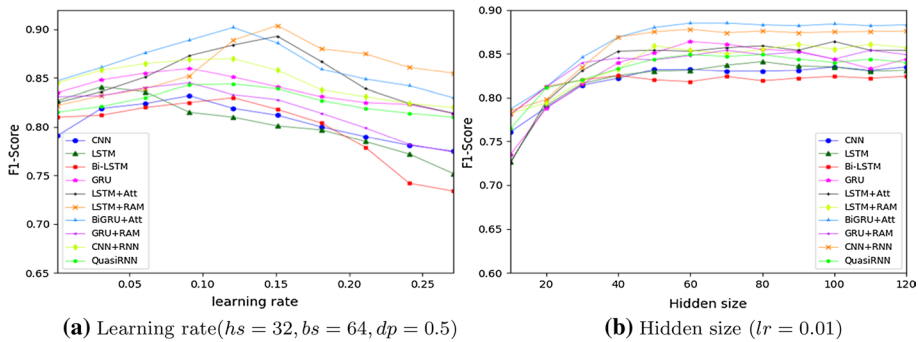 0.90
0.85
0.80
0.75
0.70
0.65
F1-Score
CNN
LSTM
Bi-LSTM
GRU
LSTM+Att
LSTM+RAM
BiGRU+Att
GRU+RAM
CNN+RNN
QuasiRNN
0.05 0.10 0.15 0.20 0.25
learning rate
(a) Learning rate(hs = 32, bs = 64, dp = 0.5)
0.90
0.85
0.80
0.75
0.70
0.65
0.60
F1-Score
CNN
LSTM
Bi-LSTM
GRU
LSTM+Att
LSTM+RAM
BiGRU+Att
GRU+RAM
CNN+RNN
QuasiRNN
20 40 60 80 100 120
Hidden size
(b) Hidden size (lr = 0.01)